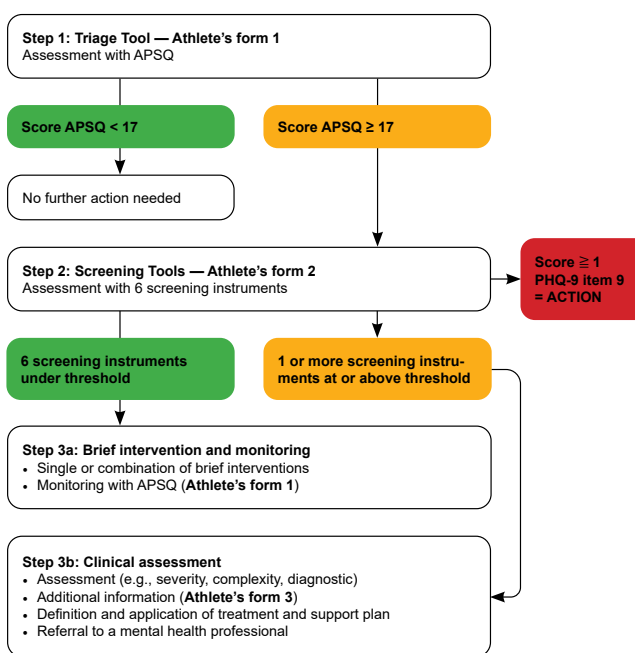 Step 1: Triage Tool — Athlete's form 1
Assessment with APSQ
Score APSQ < 17
Score APSQ ≥ 17
No further action needed
Step 2: Screening Tools — Athlete's form 2
Assessment with 6 screening instruments
Score ≧ 1
PHQ-9 item 9
= ACTION
6 screening instruments
under threshold
1 or more screening instru-
ments at or above threshold
Step 3a: Brief intervention and monitoring
• Single or combination of brief interventions
• Monitoring with APSQ (Athlete's form 1)
Step 3b: Clinical assessment
• Assessment (e.g., severity, complexity, diagnostic)
• Additional information (Athlete's form 3)
• Definition and application of treatment and support plan
• Referral to a mental health professional